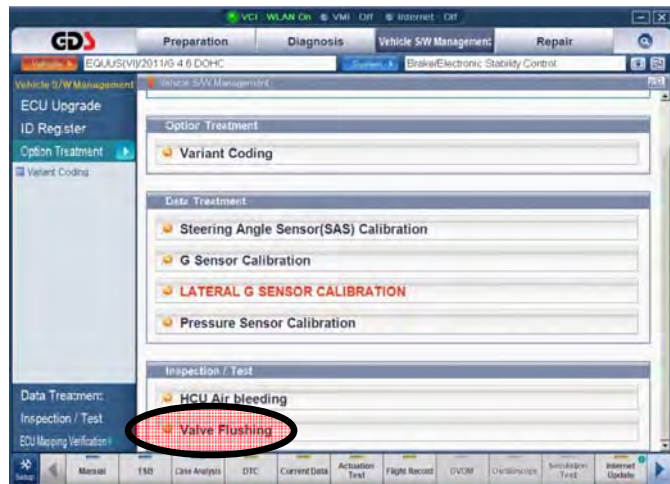 VCI WLAN On VMI Off Internet Off
GDS Preparation Diagnosis Vehicle S/W Management Repair
Vehicle EQUUS(VI)/2011/G 4.6 DOHC System Brake/Electronic Stability Control
Vehicle S/W Management
Vehicle S/W Management
ECU Upgrade
ID Register
Option Treatment
Variant Coding
Option Treatment
Variant Coding
Data Treatment
Steering Angle Sensor(SAS) Calibration
G Sensor Calibration
LATERAL G SENSOR CALIBRATION
Pressure Sensor Calibration
Inspection / Test
HCU Air bleeding
Valve Flushing
Data Treatment
Inspection / Test
ECU Mapping Verification
Setup Manual TSB Case Analysis DTC Current Data Actuation Test Flight Record DVOM Oscilloscope Simulation Test Internet Update